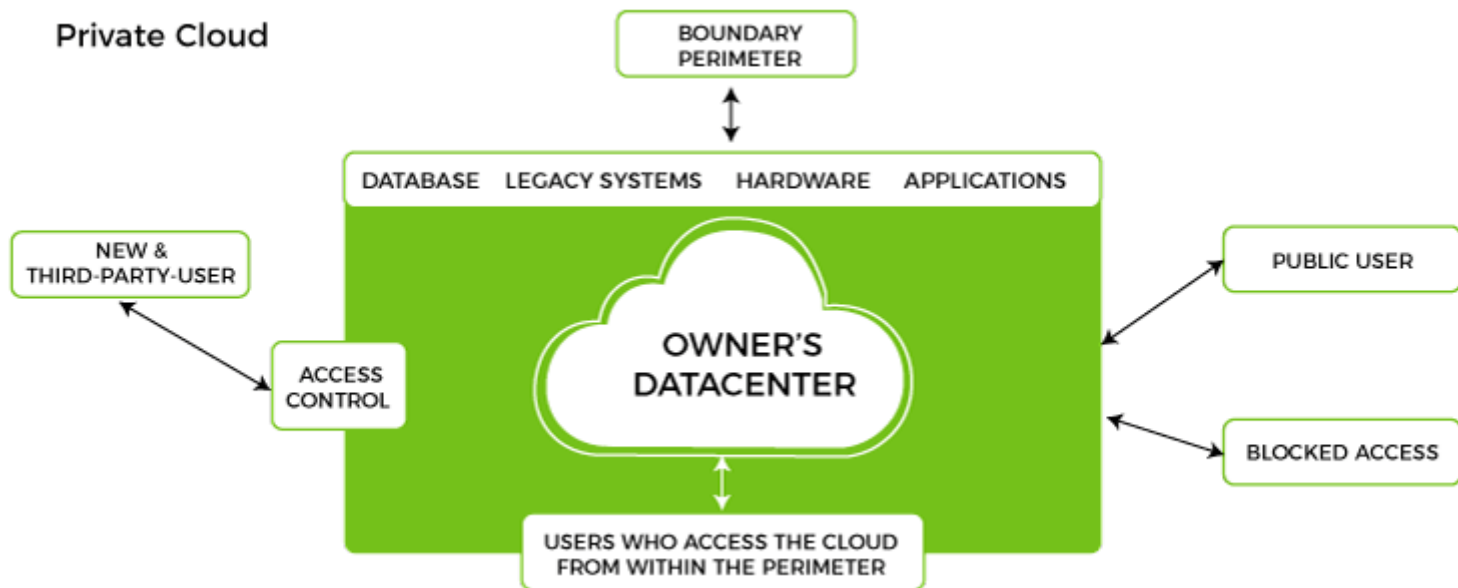 Private Cloud
BOUNDARY
PERIMETER
DATABASE LEGACY SYSTEMS HARDWARE APPLICATIONS
NEW &
THIRD-PARTY-USER
ACCESS
CONTROL
OWNER'S
DATACENTER
PUBLIC USER
BLOCKED ACCESS
USERS WHO ACCESS THE CLOUD
FROM WITHIN THE PERIMETER